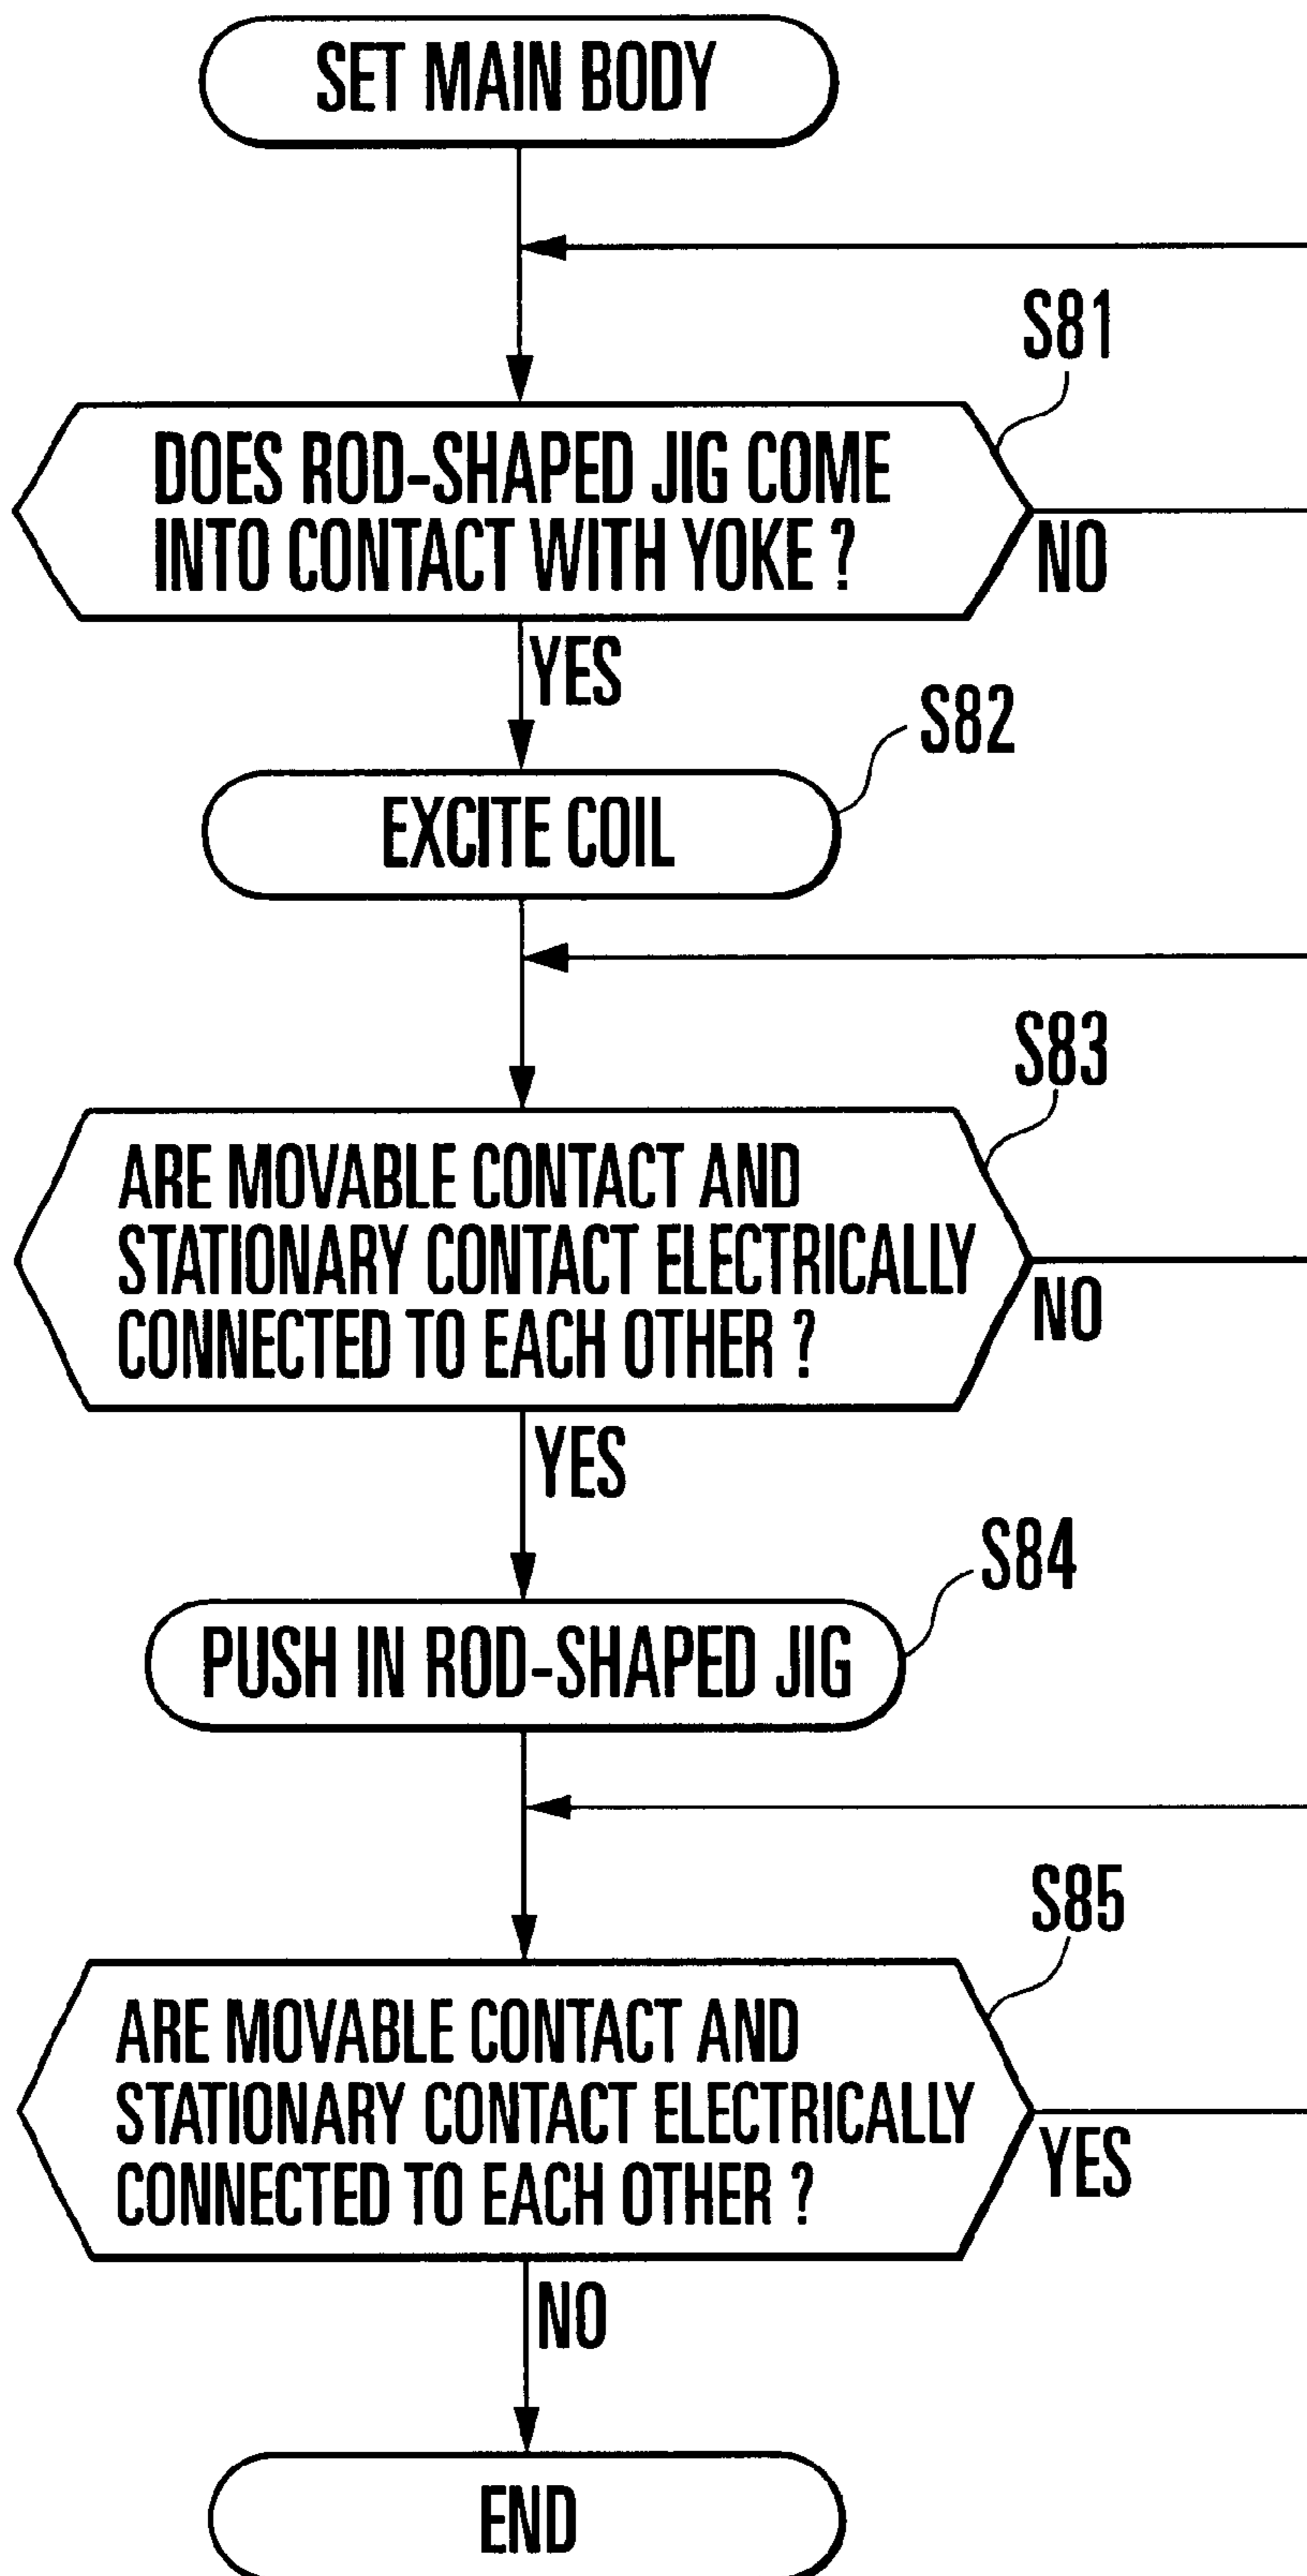 SET MAIN BODY
S81
DOES ROD-SHAPED JIG COME
INTO CONTACT WITH YOKE ?
NO
YES
S82
EXCITE COIL
S83
ARE MOVABLE CONTACT AND
STATIONARY CONTACT ELECTRICALLY
CONNECTED TO EACH OTHER ?
NO
YES
S84
PUSH IN ROD-SHAPED JIG
S85
ARE MOVABLE CONTACT AND
STATIONARY CONTACT ELECTRICALLY
CONNECTED TO EACH OTHER ?
YES
NO
END